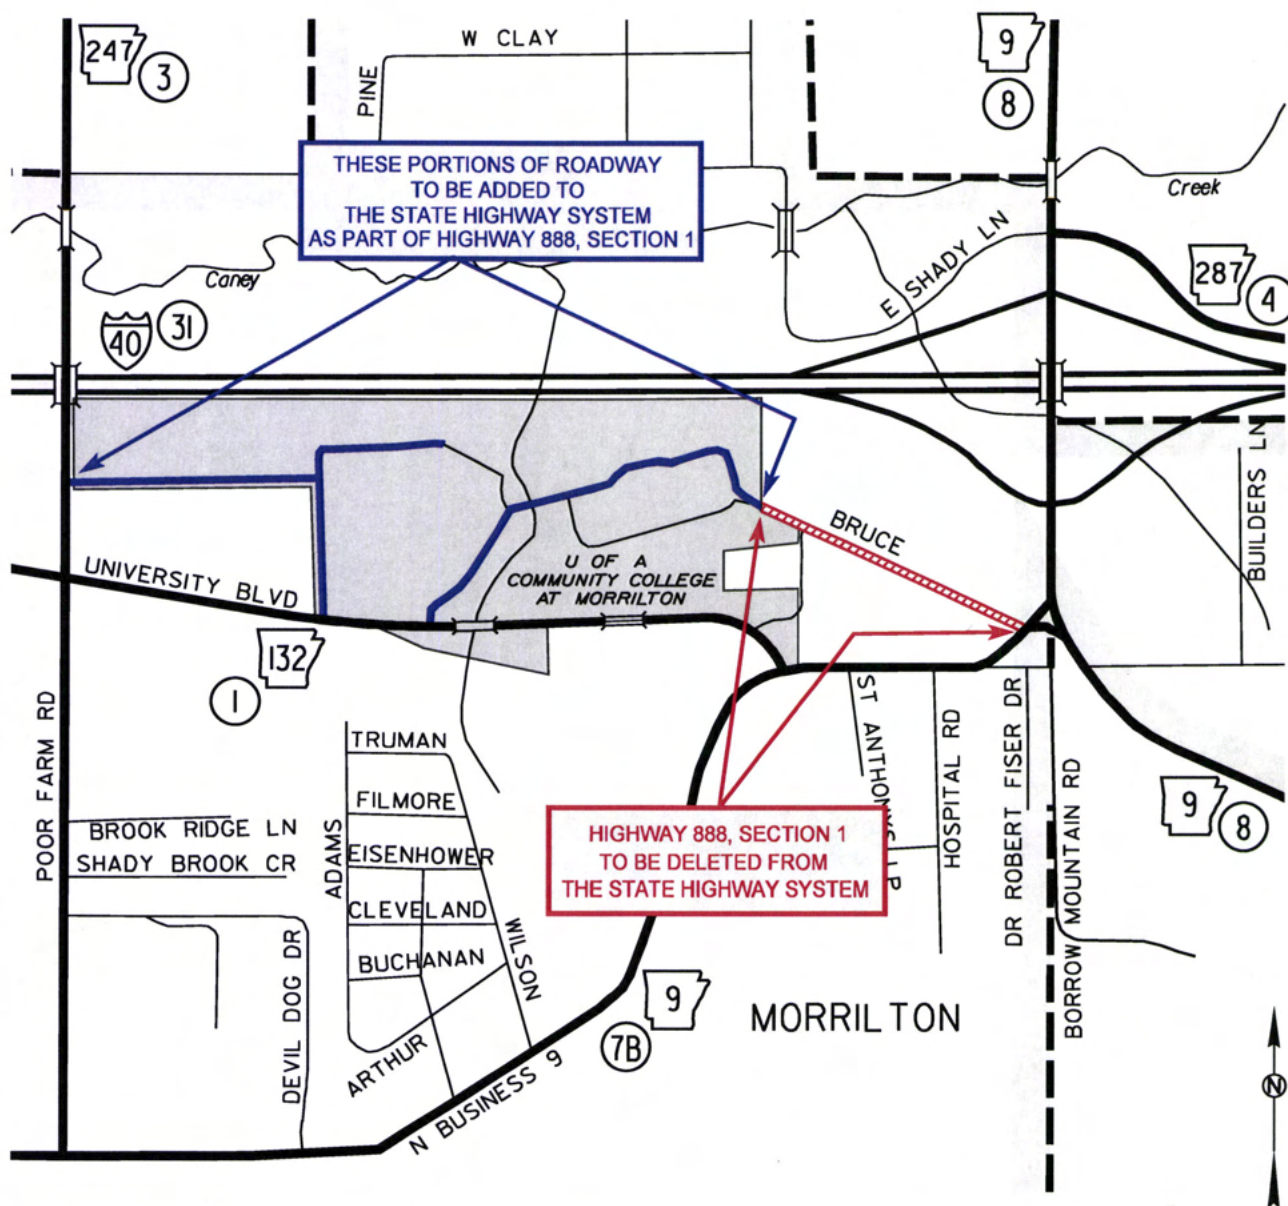 247
3
W CLAY
PINE
9
8
THESE PORTIONS OF ROADWAY
TO BE ADDED TO
THE STATE HIGHWAY SYSTEM
AS PART OF HIGHWAY 888, SECTION 1
Creek
Caney
E SHADY LN
287
4
40
31
BUILDERS LN
BRUCE
UNIVERSITY BLVD
U OF A
COMMUNITY COLLEGE
AT MORRILTON
132
1
POOR FARM RD
TRUMAN
FILMORE
EISENHOWER
CLEVELAND
BUCHANAN
ADAMS
WILSON
ARTHUR
BROOK RIDGE LN
SHADY BROOK CR
DEVIL DOG DR
ST ANTHONYS LP
HOSPITAL RD
DR ROBERT FISER DR
BORROW MOUNTAIN RD
9
8
HIGHWAY 888, SECTION 1
TO BE DELETED FROM
THE STATE HIGHWAY SYSTEM
9
7B
N BUSINESS 9
MORRILTON
N